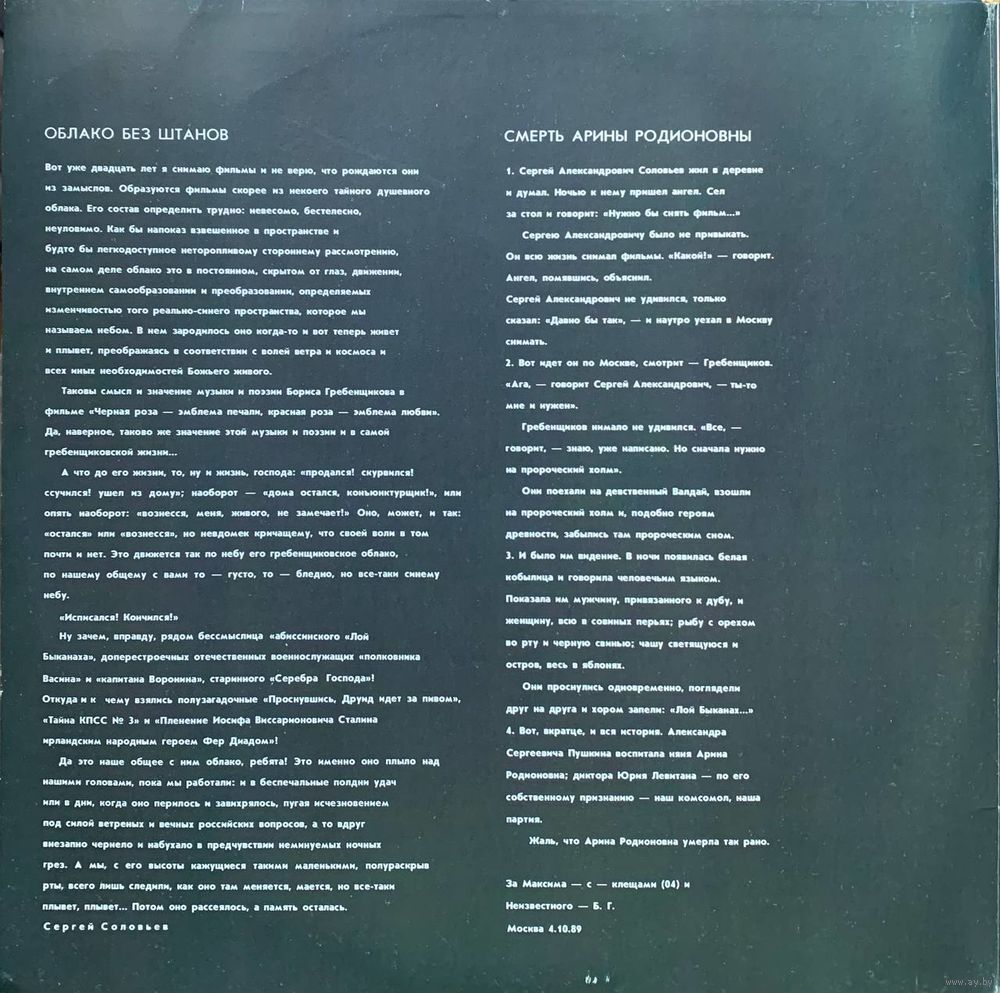 ОБЛАКО БЕЗ ШТАНОВ
Вот уже двадцать лет я снимаю фильмы и не верю, что рождаются они
из замыслов. Образуются фильмы скорее из некоего тайного душевного
облака. Его состав определить трудно: невесомо, бестелесно,
неуловимо. Как бы напоказ взвешенное в пространстве и
будто бы легкодоступное неторопливому стороннему рассмотрению,
на самом деле облако это в постоянном, скрытом от глаз, движении,
внутреннем самообразовании и преобразовании, определяемых
изменчивостью того реально-синего пространства, которое мы
называем небом. В нем зародилось оно когда-то и вот теперь живет
и плывет, преображаясь в соответствии с волей ветра и космоса и
всех иных необходимостей Божьего живого.
Таковы смысл и значение музыки и поэзии Бориса Гребенщикова в
фильме «Черная роза — эмблема печали, красная роза — эмблема любви».
Да, наверное, таково же значение этой музыки и поэзии и в самой
гребенщиковской жизни...
А что до его жизни, то, ну и жизнь, господа: «продался! скурвился!
ссучился! ушел из дому»; наоборот — «дома остался, конъюнктурщик!», или
опять наоборот: «вознесся, меня, живого, не замечает!» Оно, может, и так:
«остался» или «вознесся», но невдомек кричащему, что своей воли в том
почти и нет. Это движется так по небу его гребенщиковское облако,
по нашему общему с вами то — густо, то — бледно, но все-таки синему
небу.
«Исписался! Кончился!»
Ну зачем, вправду, рядом бессмыслица «абиссинского «Лой
Быканаха», доперестроечных отечественных военнослужащих «полковника
Васина» и «капитана Воронина», старинного «Серебра Господа»!
Откуда и к чему взялись полузагадочные «Проснувшись, Друид идет за пивом»,
«Тайна КПСС № 3» и «Пленение Иосифа Виссарионовича Сталина
ирландским народным героем Фер Диадом»!
Да это наше общее с ним облако, ребята! Это именно оно плыло над
нашими головами, пока мы работали: и в беспечальные полдни удач
или в дни, когда оно перилось и завихрялось, пугая исчезновением
под силой ветреных и вечных российских вопросов, а то вдруг
внезапно чернело и набухало в предчувствии неминуемых ночных
грез. А мы, с его высоты кажущиеся такими маленькими, полураскрыв
рты, всего лишь следили, как оно там меняется, мается, но все-таки
плывет, плывет... Потом оно рассеялось, а память осталась.
Сергей Соловьев
СМЕРТЬ АРИНЫ РОДИОНОВНЫ
1. Сергей Александрович Соловьев жил в деревне
и думал. Ночью к нему пришел ангел. Сел
за стол и говорит: «Нужно бы снять фильм...»
Сергею Александровичу было не привыкать.
Он всю жизнь снимал фильмы. «Какой!» — говорит.
Ангел, помявшись, объяснил.
Сергей Александрович не удивился, только
сказал: «Давно бы так», — и наутро уехал в Москву
снимать.
2. Вот идет он по Москве, смотрит — Гребенщиков.
«Ага, — говорит Сергей Александрович, — ты-то
мне и нужен».
Гребенщиков нимало не удивился. «Все, —
говорит, — знаю, уже написано. Но сначала нужно
на пророческий холм».
Они поехали на девственный Валдай, взошли
на пророческий холм и, подобно героям
древности, забылись там пророческим сном.
3. И было им видение. В ночи появилась белая
кобылица и говорила человечьим языком.
Показала им мужчину, привязанного к дубу, и
женщину, всю в совиных перьях; рыбу с орехом
во рту и черную свинью; чашу светящуюся и
остров, весь в яблонях.
Они проснулись одновременно, поглядели
друг на друга и хором запели: «Лой Быканах...»
4. Вот, вкратце, и вся история. Александра
Сергеевича Пушкина воспитала няня Арина
Родионовна; диктора Юрия Левитана — по его
собственному признанию — наш комсомол, наша
партия.
Жаль, что Арина Родионовна умерла так рано.
За Максима — с — клещами (04) и
Неизвестного — Б. Г.
Москва 4.10.89
www.ay.by